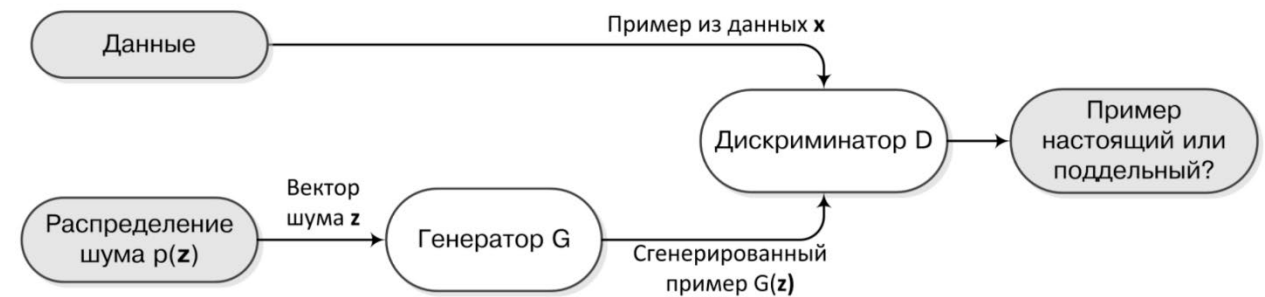 Данные
Пример из данных x
Дискриминатор D
Пример
настоящий или
поддельный?
Распределение
шума p(z)
Вектор
шума z
Генератор G
Сгенерированный
пример G(z)